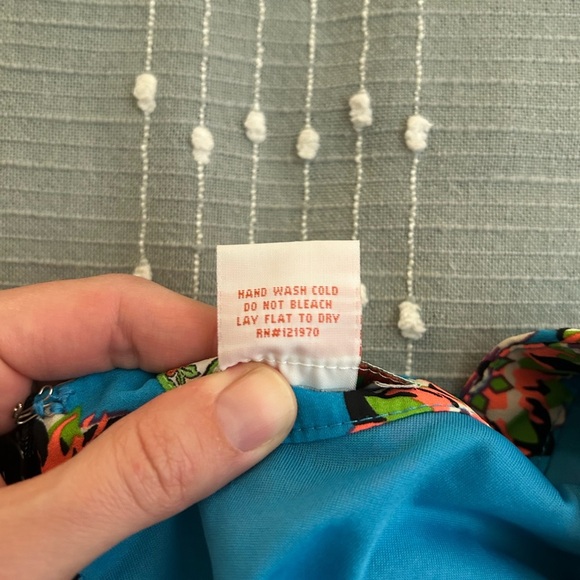 HAND WASH COLD
DO NOT BLEACH
LAY FLAT TO DRY
RN#121970